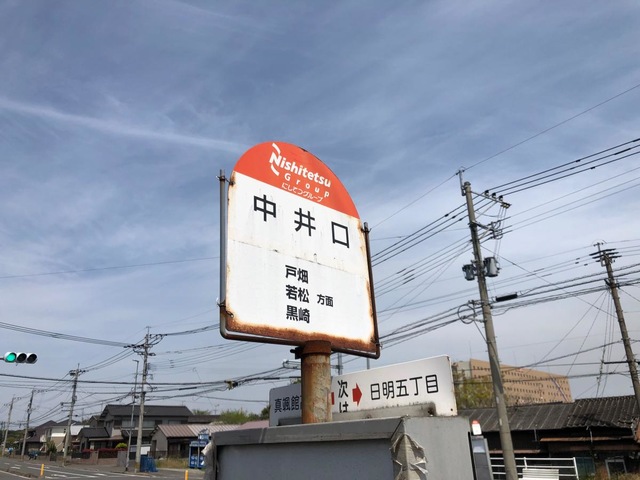 Nishitetsu
Group
にしてつグループ
中井口
戸畑
若松 方面
黒崎
真颯館
次は → 日明五丁目